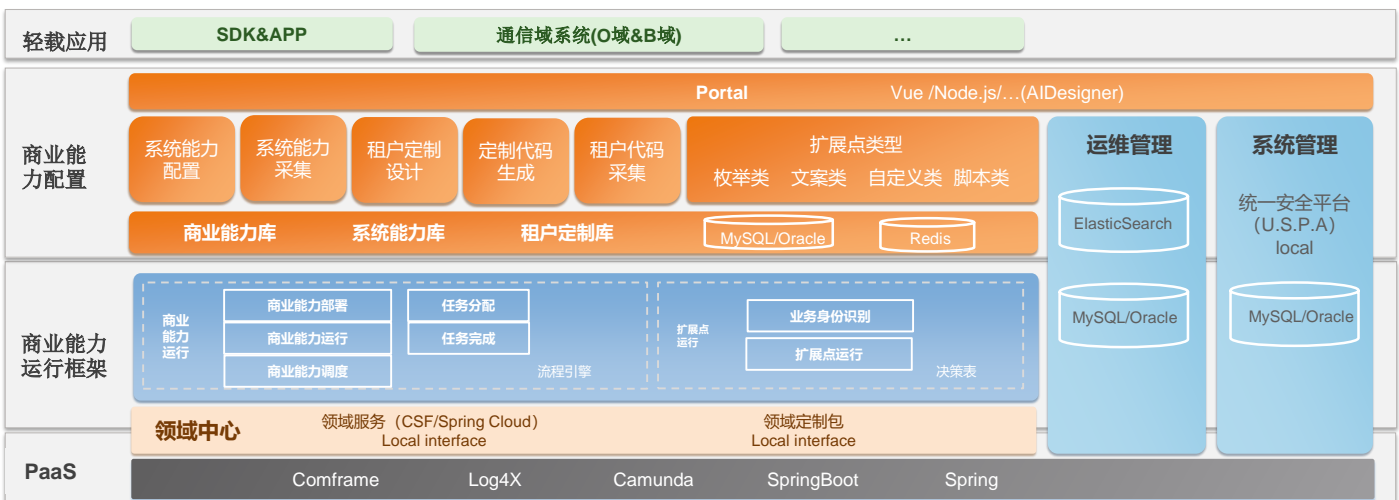 轻载应用
SDK&APP
通信域系统(O域&B域)
…
商业能
力配置
Portal
Vue /Node.js/…(AIDesigner)
系统能力
配置
系统能力
采集
租户定制
设计
定制代码
生成
租户代码
采集
扩展点类型
枚举类 文案类 自定义类 脚本类
商业能力库
系统能力库
租户定制库
MySQL/Oracle
Redis
运维管理
ElasticSearch
MySQL/Oracle
系统管理
统一安全平台
(U.S.P.A)
local
MySQL/Oracle
商业能力
运行框架
商业
能力
运行
商业能力部署
商业能力运行
商业能力调度
任务分配
任务完成
流程引擎
扩展点
运行
业务身份识别
扩展点运行
决策表
领域中心
领域服务（CSF/Spring Cloud）
Local interface
领域定制包
Local interface
PaaS
Comframe
Log4X
Camunda
SpringBoot
Spring